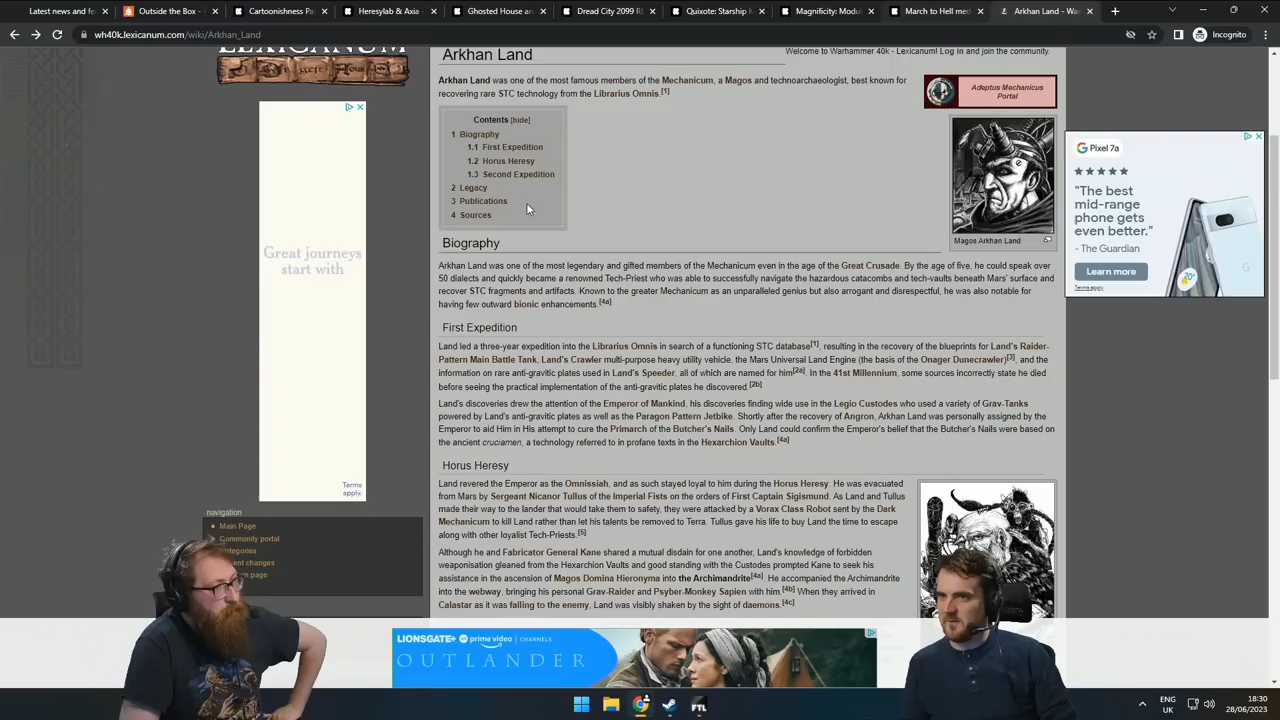 Latest news and fe
Outside the Box -
Cartoonishness Pa
Heresylab & Heresyl
Ghosted House an
Dread City 2099 R
Quixote: Starship M
Magnificity Modul
Marc'h to mell hell
wh40k.lexicanum.com/wiki/Arkhan_Land
Incognito
LEXICANUM
Arkhan Land
Welcome to Warhammer 40k - Lexicanum! Log in and join the community.
Arkhan Land was one of the most famous members of the Mechanicum, a Magos and technoarchaeologist, best known for
recovering rare STC technology from the Librarius Omnis.[1]
Adeptus Mechanicus
Portal
Contents [hide]
1 Biography
1.1 First Expedition
1.2 Horus Heresy
1.3 Second Expedition
2 Legacy
3 Publications
4 Sources
Magos Arkhan Land
Biography
Arkhan Land was one of the most legendary and gifted members of the Mechanicum even in the age of the Great Crusade. By the age of five, he could speak over
50 dialects and quickly became a renowned Tech-Priest who was able to successfully navigate the hazardous catacombs and tech-vaults beneath Mars' surface and
recover STC fragments and artifacts. Known to the greater Mechanicum as an unparalleled genius but also arrogant and disrespectful, he was also notable for
having few outward bionic enhancements.[4a]
First Expedition
Land led a three-year expedition into the Librarius Omnis in search of a functioning STC database[1], resulting in the recovery of the blueprints for Land's Raider-
Pattern Main Battle Tank, Land's Crawler multi-purpose heavy utility vehicle, the Mars Universal Land Engine (the basis of the Onager Dunecrawler)[3], and the
information on rare anti-gravitic plates used in Land's Speeder, all of which are named for him[2a]. In the 41st Millennium, some sources incorrectly state he died
before seeing the practical implementation of the anti-gravitic plates he discovered.[2b]
Land's discoveries drew the attention of the Emperor of Mankind, his discoveries finding wide use in the Legio Custodes who used a variety of Grav-Tanks
powered by Land's anti-gravitic plates as well as the Paragon Pattern Jetbike. Shortly after the recovery of Angron, Arkhan Land was personally assigned by the
Emperor to aid Him in His attempt to cure the Primarch of the Butcher's Nails. Only Land could confirm the Emperor's belief that the Butcher's Nails were based on
the ancient cruciamen, a technology referred to in profane texts in the Hexarchion Vaults.[4a]
Horus Heresy
Land revered the Emperor as the Omnissiah, and as such stayed loyal to him during the Horus Heresy. He was evacuated
from Mars by Sergeant Nicanor Tullus of the Imperial Fists on the orders of First Captain Sigismund. As Land and Tullus
made their way to the lander that would take them to safety, they were attacked by a Vorax Class Robot sent by the Dark
Mechanicum to kill Land rather than let his talents be removed to Terra. Tullus gave his life to buy Land the time to escape
along with other loyalist Tech-Priests.[5]
Although he and Fabricator General Kane shared a mutual disdain for one another, Land's knowledge of forbidden
weaponisation gleaned from the Hexarchion Vaults and good standing with the Custodes prompted Kane to seek his
assistance in the ascension of Magos Domina Hieronyma into the Archimandrite[4a]. He accompanied the Archimandrite
into the webway, bringing his personal Grav-Raider and Psyber-Monkey Sapien with him.[4b] When they arrived in
Calastar as it was falling to the enemy, Land was visibly shaken by the sight of daemons.[4c]
Great journeys
start with
Terms
apply.
navigation
Main Page
Community portal
ategories
ent changes
m page
Pixel 7a
"The best
mid-range
phone gets
even better."
- The Guardian
Learn more
Terms apply.
20°
LIONSGATE+ prime video CHANNELS
OUTLANDER
FTL
ENG
UK
18:30
28/06/2023